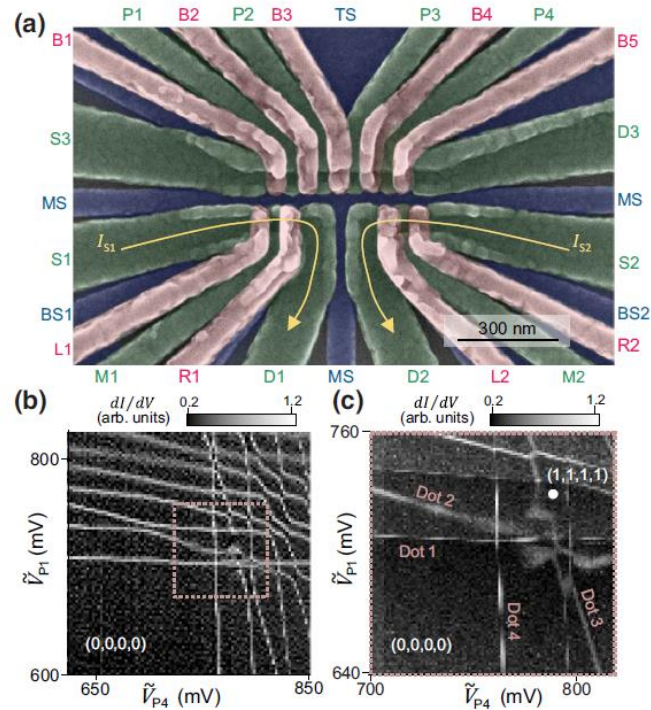 P1 B2 P2 B3 TS P3 B4 P4
(a)
B1 B5
S3 D3
MS MS
I_S1 I_S2
S1 S2
BS1 BS2
300 nm
L1 R2
M1 R1 D1 MS D2 L2 M2
(b) dI/dV (arb. units) 0.2 1.2
800
Ṽ_P1 (mV)
(0,0,0,0)
600
650 850
Ṽ_P4 (mV)
(c) dI/dV (arb. units) 0.2 1.2
760
(1,1,1,1)
Dot 2
Dot 1
Ṽ_P1 (mV)
Dot 4
Dot 3
(0,0,0,0)
640
700 800
Ṽ_P4 (mV)